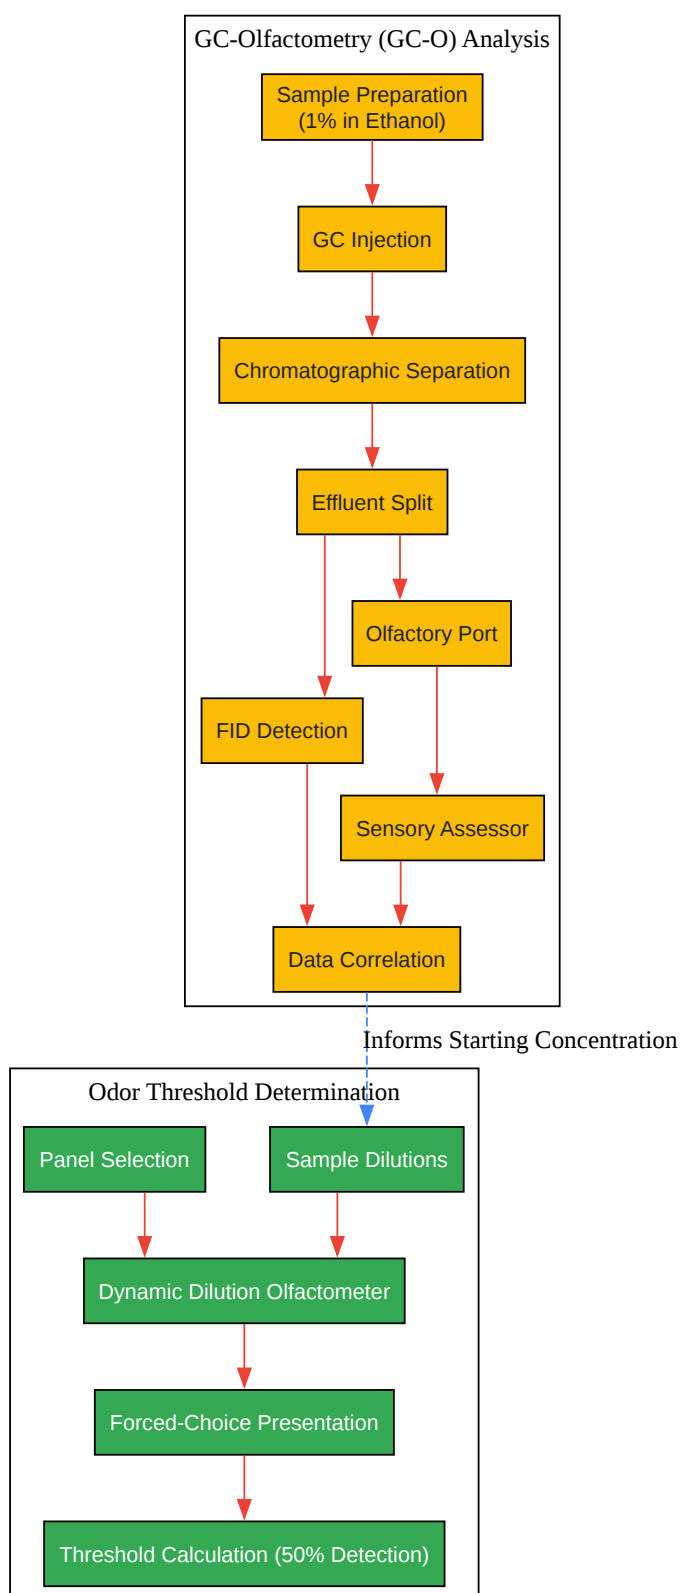 GC-Olfactometry (GC-O) Analysis
Sample Preparation
(1% in Ethanol)
GC Injection
Chromatographic Separation
Effluent Split
Olfactory Port
FID Detection
Sensory Assessor
Data Correlation
Informs Starting Concentration
Odor Threshold Determination
Panel Selection
Sample Dilutions
Dynamic Dilution Olfactometer
Forced-Choice Presentation
Threshold Calculation (50% Detection)